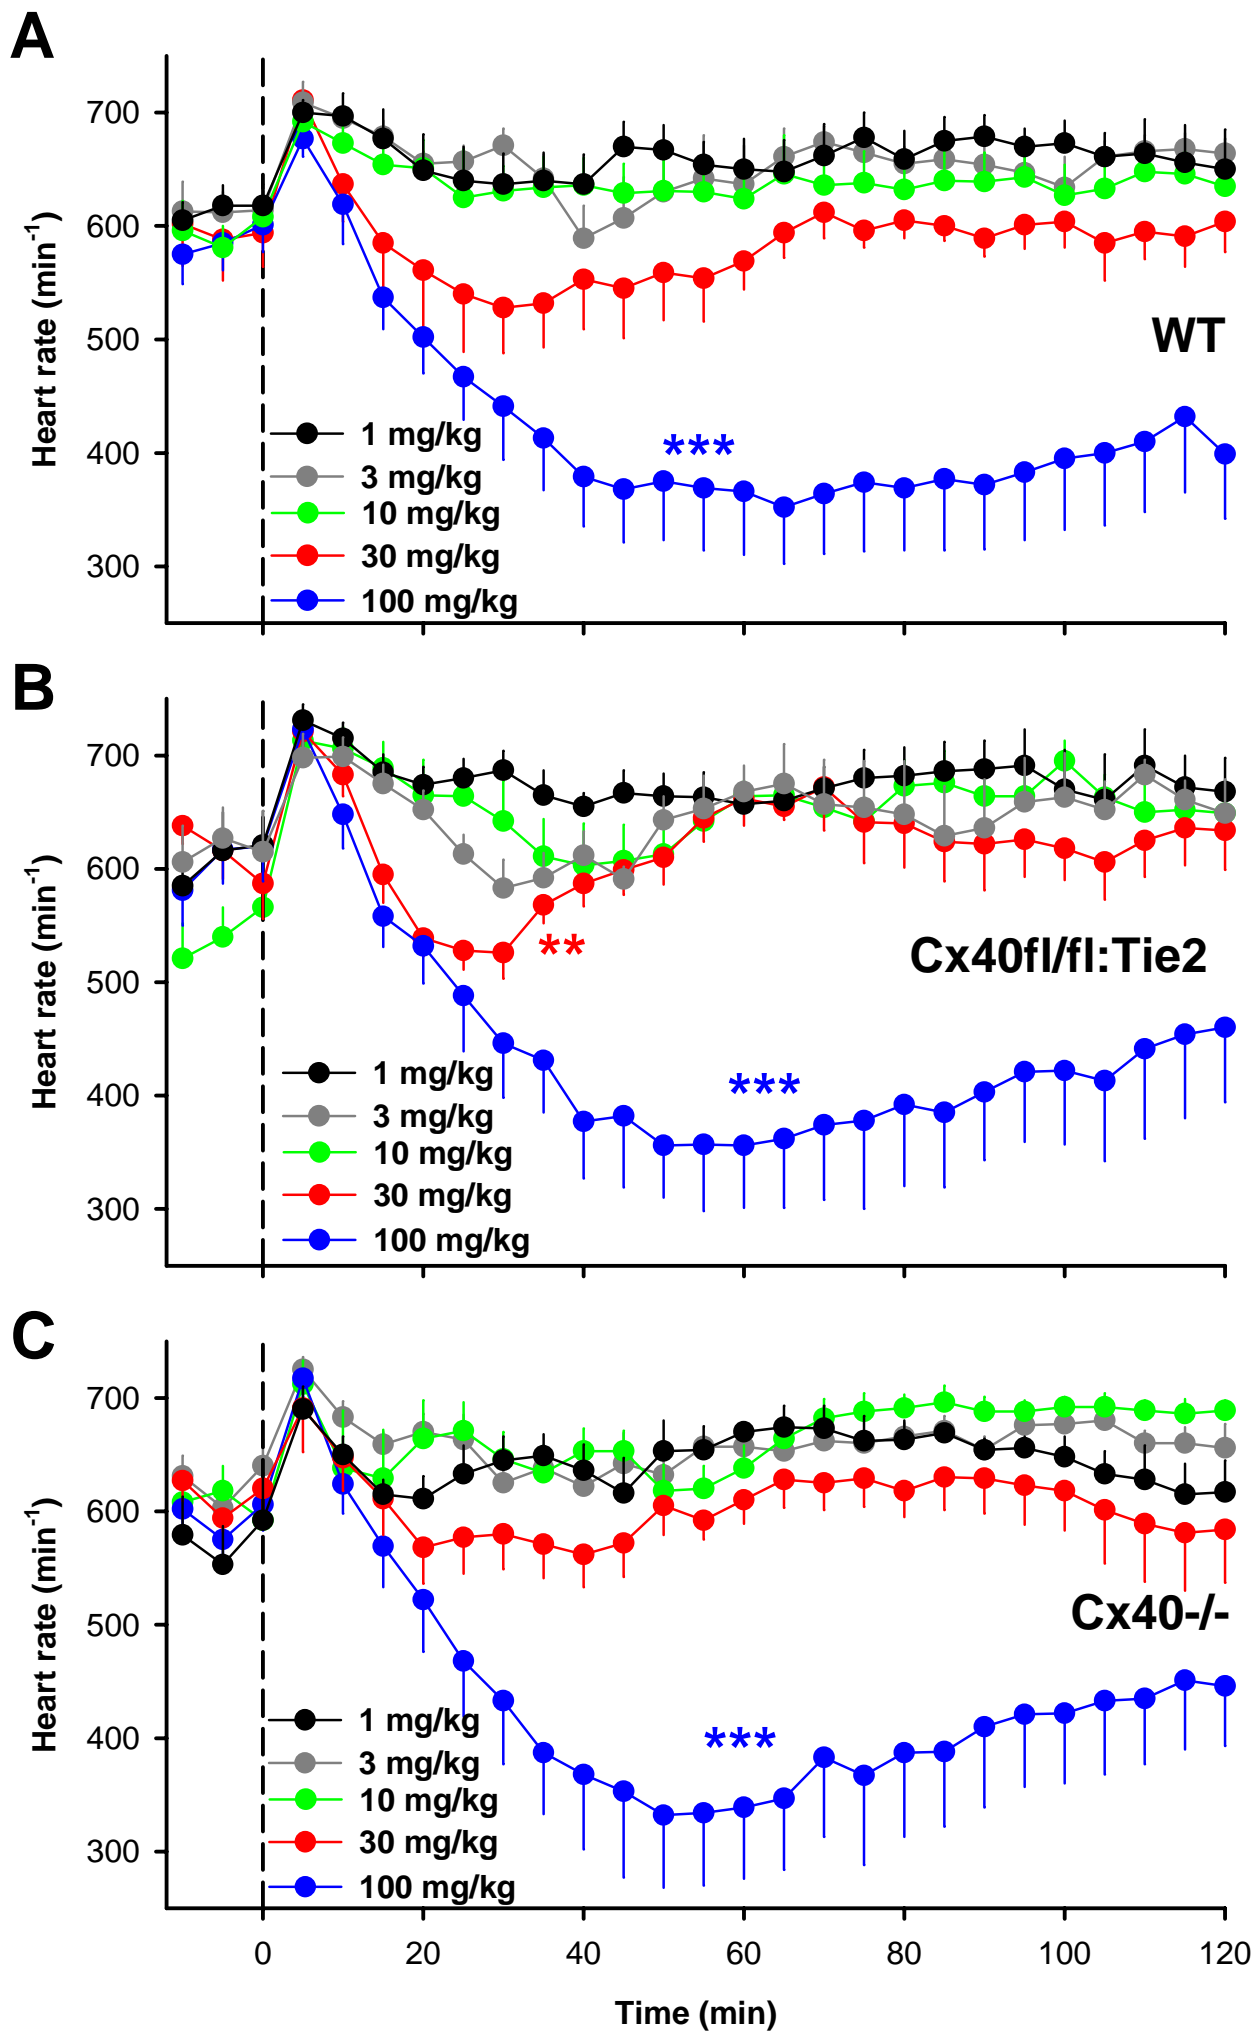 A
700
600
500
400
300
Heart rate (min⁻¹)
WT
***
1 mg/kg
3 mg/kg
10 mg/kg
30 mg/kg
100 mg/kg
B
700
600
500
400
300
Heart rate (min⁻¹)
**
Cx40fl/fl:Tie2
***
1 mg/kg
3 mg/kg
10 mg/kg
30 mg/kg
100 mg/kg
C
700
600
500
400
300
Heart rate (min⁻¹)
Cx40-/-
***
1 mg/kg
3 mg/kg
10 mg/kg
30 mg/kg
100 mg/kg
0 20 40 60 80 100 120
Time (min)